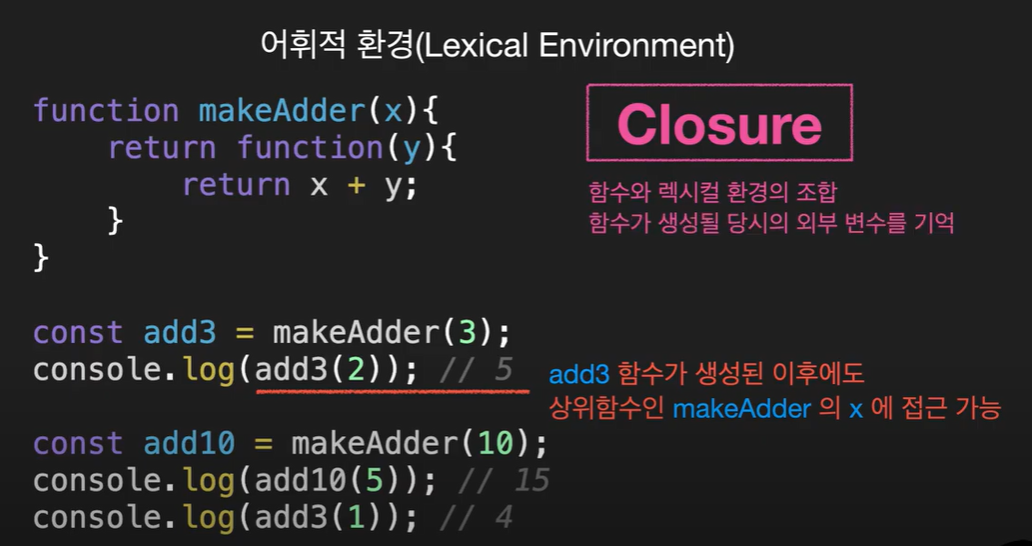 어휘적 환경(Lexical Environment)
function makeAdder(x){
    return function(y){
        return x + y;
    }
}
Closure
함수와 렉시컬 환경의 조합
함수가 생성될 당시의 외부 변수를 기억
const add3 = makeAdder(3);
console.log(add3(2)); // 5
add3 함수가 생성된 이후에도
상위함수인 makeAdder 의 x 에 접근 가능
const add10 = makeAdder(10);
console.log(add10(5)); // 15
console.log(add3(1)); // 4